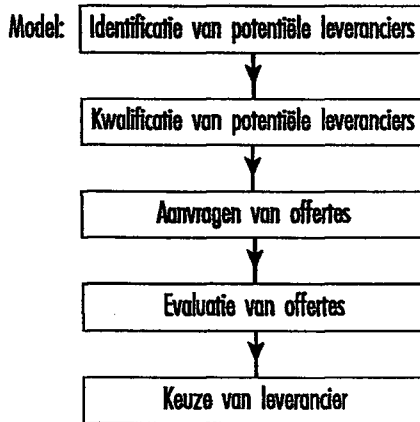 Model: Identificatie van potentiële leveranciers
Kwalificatie van potentiële leveranciers
Aanvragen van offertes
Evaluatie van offertes
Keuze van leverancier